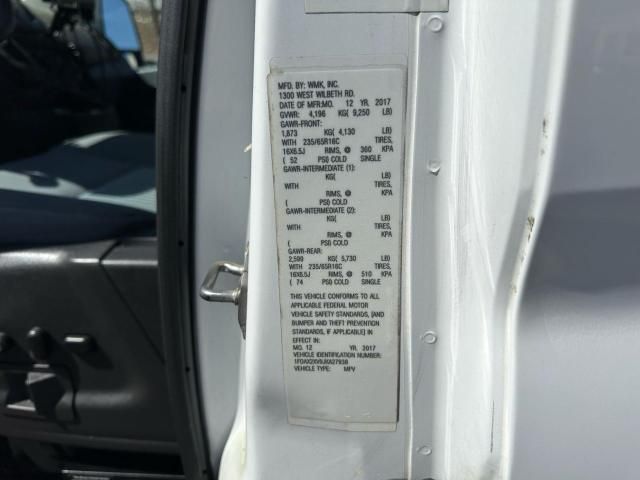 MFD. BY: WMK, INC.
1300 WEST WILBETH RD.
DATE OF MFR:MO. 12 YR. 2017
GVWR: 4,196 KG( 9,250 LB)
GAWR-FRONT:
1,873 KG( 4,130 LB)
WITH 235/65R16C TIRES,
16X6.5J RIMS, @ 360 KPA
( 52 PSI) COLD SINGLE
GAWR-INTERMEDIATE (1):
KG( LB)
WITH TIRES,
RIMS, @ KPA
( PSI) COLD
GAWR-INTERMEDIATE (2):
KG( LB)
WITH TIRES,
RIMS, @ KPA
( PSI) COLD
GAWR-REAR:
2,599 KG( 5,730 LB)
WITH 235/65R16C TIRES,
16X6.5J RIMS, @ 510 KPA
( 74 PSI) COLD SINGLE
THIS VEHICLE CONFORMS TO ALL
APPLICABLE FEDERAL MOTOR
VEHICLE SAFETY STANDARDS, [AND
BUMPER AND THEFT PREVENTION
STANDARDS, IF APPLICABLE] IN
EFFECT IN:
MO. 12 YR. 2017
VEHICLE IDENTIFICATION NUMBER:
VEHICLE TYPE: MPV